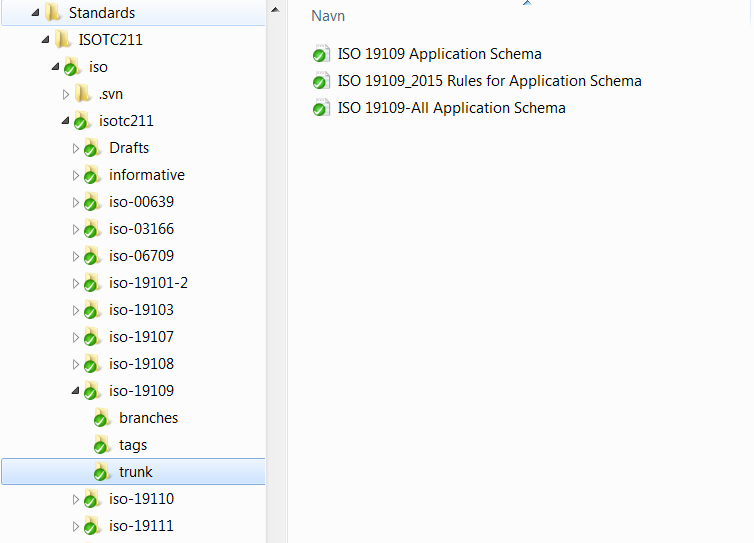 Standards
ISOTC211
iso
.svn
isotc211
Drafts
informative
iso-00639
iso-03166
iso-06709
iso-19101-2
iso-19103
iso-19107
iso-19108
iso-19109
branches
tags
trunk
iso-19110
iso-19111
Navn
ISO 19109 Application Schema
ISO 19109_2015 Rules for Application Schema
ISO 19109-All Application Schema